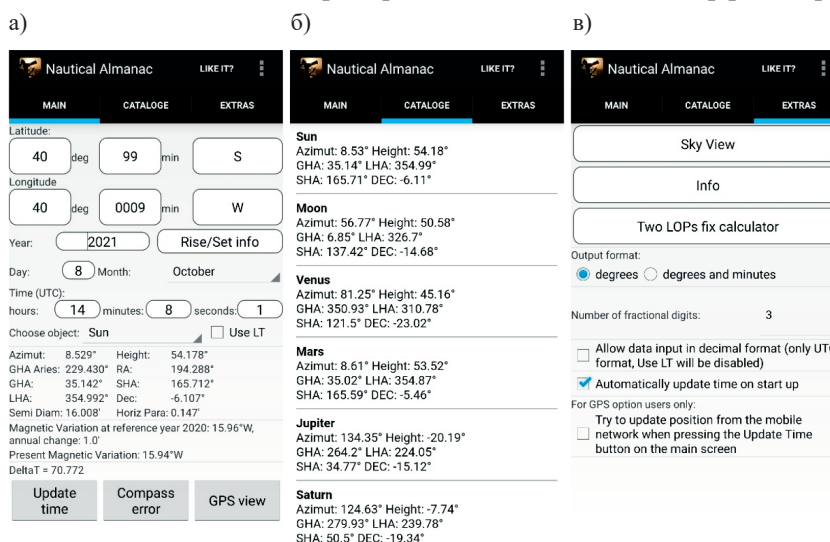 а)
б)
в)
Nautical Almanac LIKE IT?
MAIN CATALOGE EXTRAS
Latitude:
40 deg 99 min S
Longitude
40 deg 0009 min W
Year: 2021 Rise/Set info
Day: 8 Month: October
Time (UTC):
hours: 14 minutes: 8 seconds: 1
Choose object: Sun Use LT
Azimut: 8.529° Height: 54.178°
GHA Aries: 229.430° RA: 194.288°
GHA: 35.142° SHA: 165.712°
LHA: 354.992° Dec: -6.107°
Semi Diam: 16.008' Horiz Para: 0.147'
Magnetic Variation at reference year 2020: 15.96°W,
annual change: 1.0'
Present Magnetic Variation: 15.94°W
DeltaT = 70.772
Update time
Compass error
GPS view
Nautical Almanac LIKE IT?
MAIN CATALOGE EXTRAS
Sun
Azimut: 8.53° Height: 54.18°
GHA: 35.14° LHA: 354.99°
SHA: 165.71° DEC: -6.11°
Moon
Azimut: 56.77° Height: 50.58°
GHA: 6.85° LHA: 326.7°
SHA: 137.42° DEC: -14.68°
Venus
Azimut: 81.25° Height: 45.16°
GHA: 350.93° LHA: 310.78°
SHA: 121.5° DEC: -23.02°
Mars
Azimut: 8.61° Height: 53.52°
GHA: 35.02° LHA: 354.87°
SHA: 165.59° DEC: -5.46°
Jupiter
Azimut: 134.35° Height: -20.19°
GHA: 264.2° LHA: 224.05°
SHA: 34.77° DEC: -15.12°
Saturn
Azimut: 124.63° Height: -7.74°
GHA: 279.93° LHA: 239.78°
SHA: 50.5° DEC: -19.34°
Nautical Almanac LIKE IT?
MAIN CATALOGE EXTRAS
Sky View
Info
Two LOPs fix calculator
Output format:
degrees degrees and minutes
Number of fractional digits: 3
Allow data input in decimal format (only UTC
format, Use LT will be disabled)
Automatically update time on start up
For GPS option users only:
Try to update position from the mobile
network when pressing the Update Time
button on the main screen